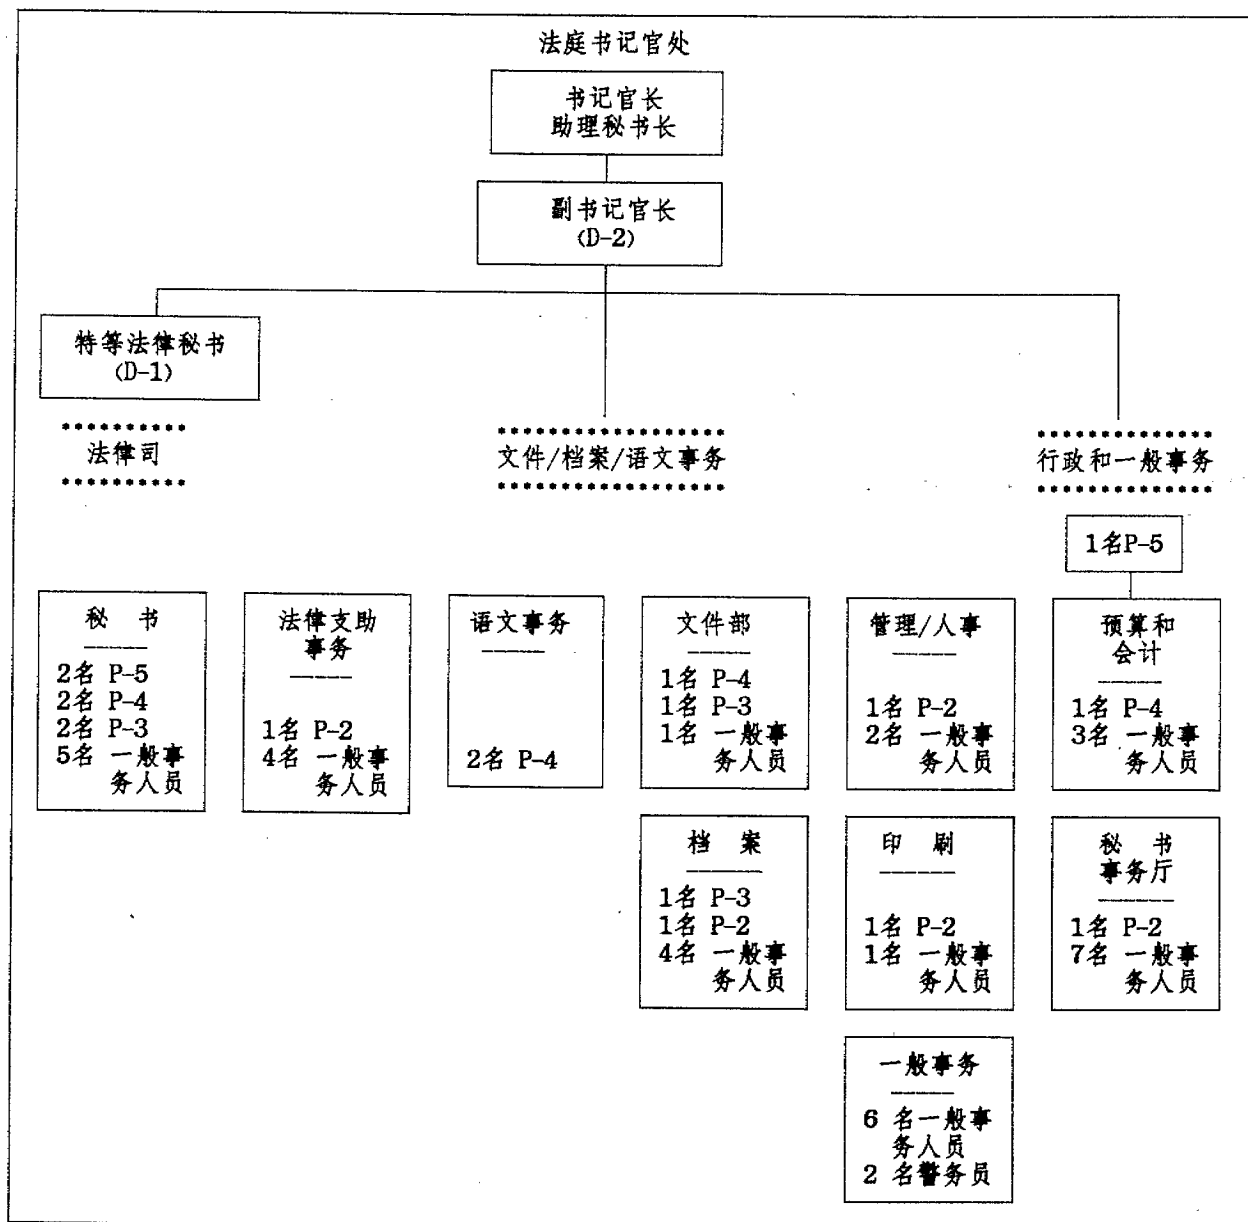 法庭书记官处
书记官长
助理秘书长
副书记官长
(D-2)
特等法律秘书
(D-1)
法律司
文件/档案/语文事务
行政和一般事务
1名P-5
秘 书
2名 P-5
2名 P-4
2名 P-3
5名 一般事
务人员
法律支助
事务
1名 P-2
4名 一般事
务人员
语文事务
2名 P-4
文件部
1名 P-4
1名 P-3
1名 一般事
务人员
管理/人事
1名 P-2
2名 一般事
务人员
预算和
会计
1名 P-4
3名 一般事
务人员
档 案
1名 P-3
1名 P-2
4名 一般事
务人员
印 刷
1名 P-2
1名 一般事
务人员
秘 书
事务厅
1名 P-2
7名 一般事
务人员
一般事务
6 名一般事
务人员
2 名警务员